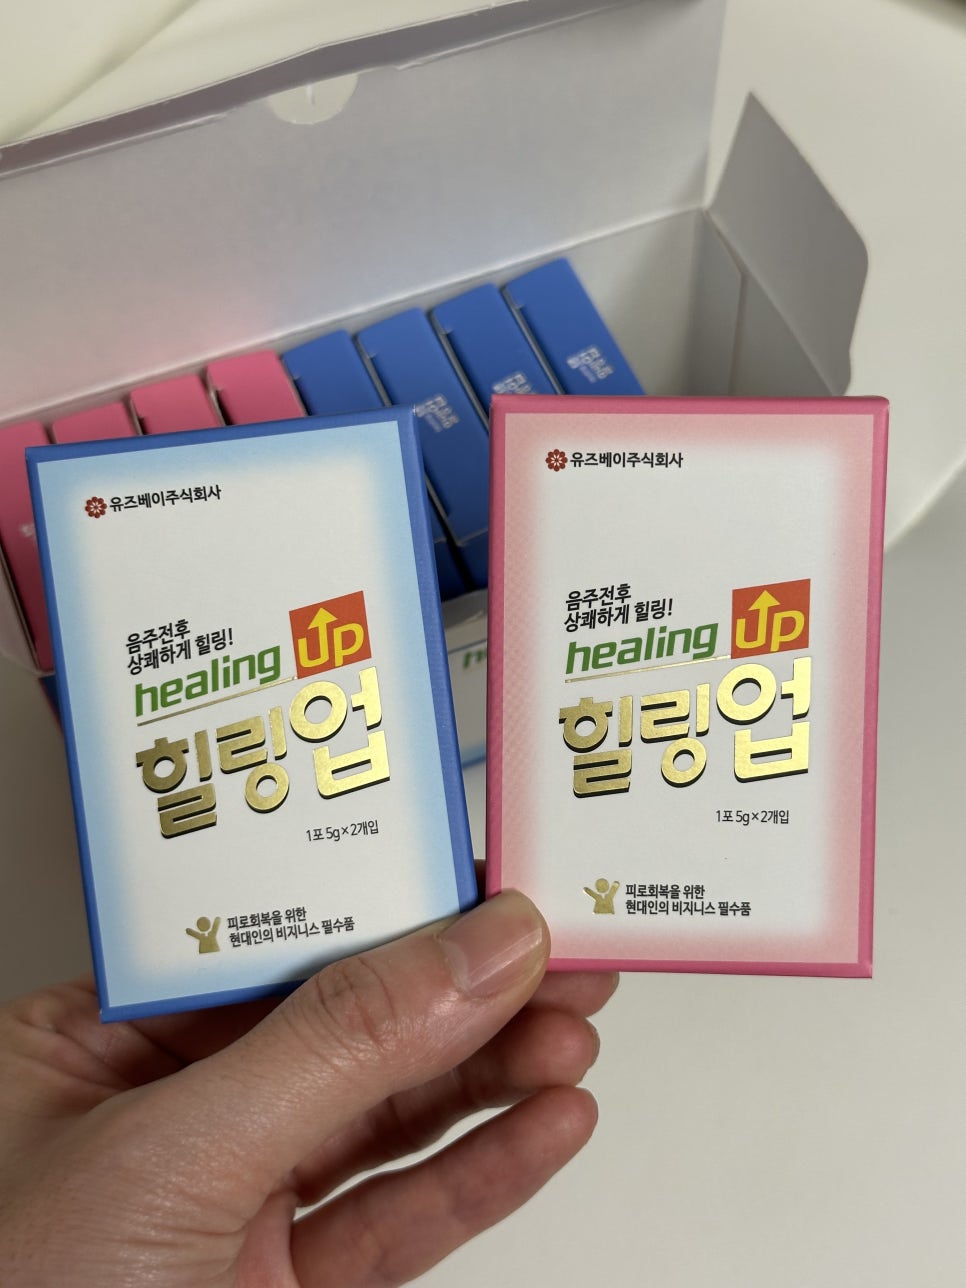 유즈베이주식회사
음주전후
상쾌하게 힐링!
healing UP
힐링업
1포 5g×2개입
피로회복을 위한
현대인의 비지니스 필수품
유즈베이주식회사
음주전후
상쾌하게 힐링!
healing UP
힐링업
1포 5g×2개입
피로회복을 위한
현대인의 비지니스 필수품